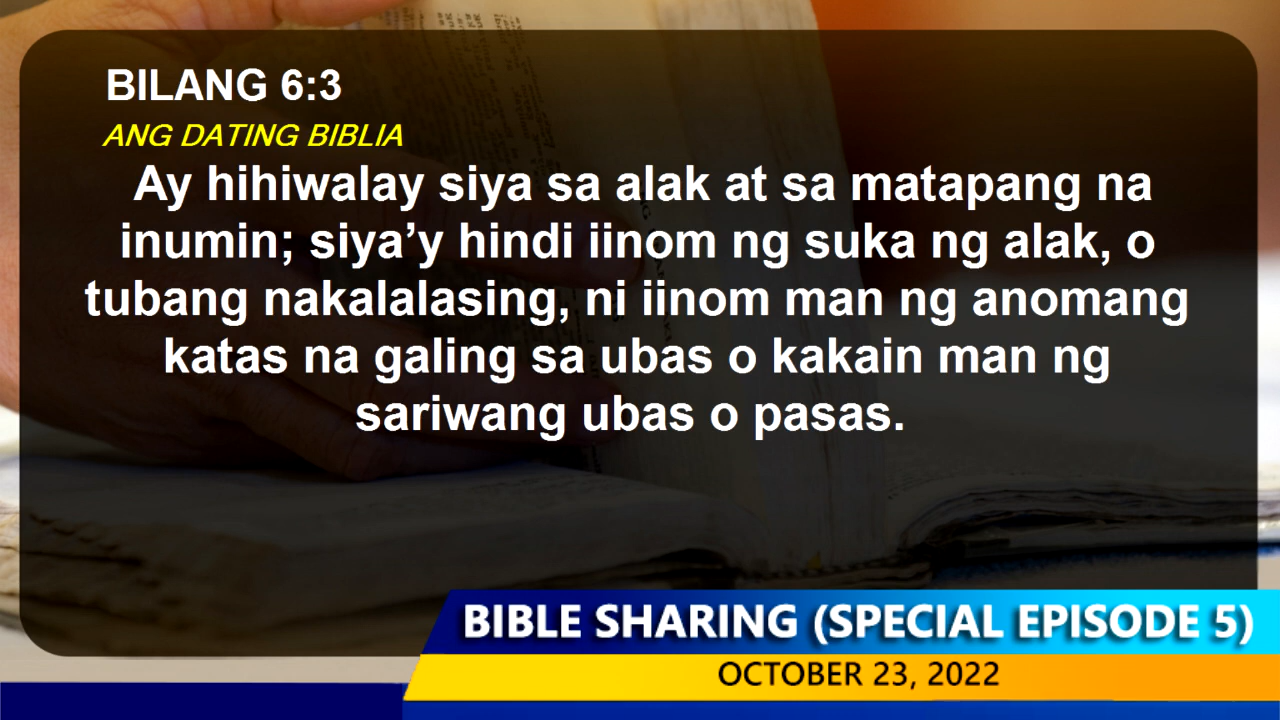 BILANG 6:3
ANG DATING BIBLIA
Ay hihiwalay siya sa alak at sa matapang na
inumin; siya’y hindi iinom ng suka ng alak, o
tubang nakalalasing, ni iinom man ng anomang
katas na galing sa ubas o kakain man ng
sariwang ubas o pasas.
BIBLE SHARING (SPECIAL EPISODE 5)
OCTOBER 23, 2022